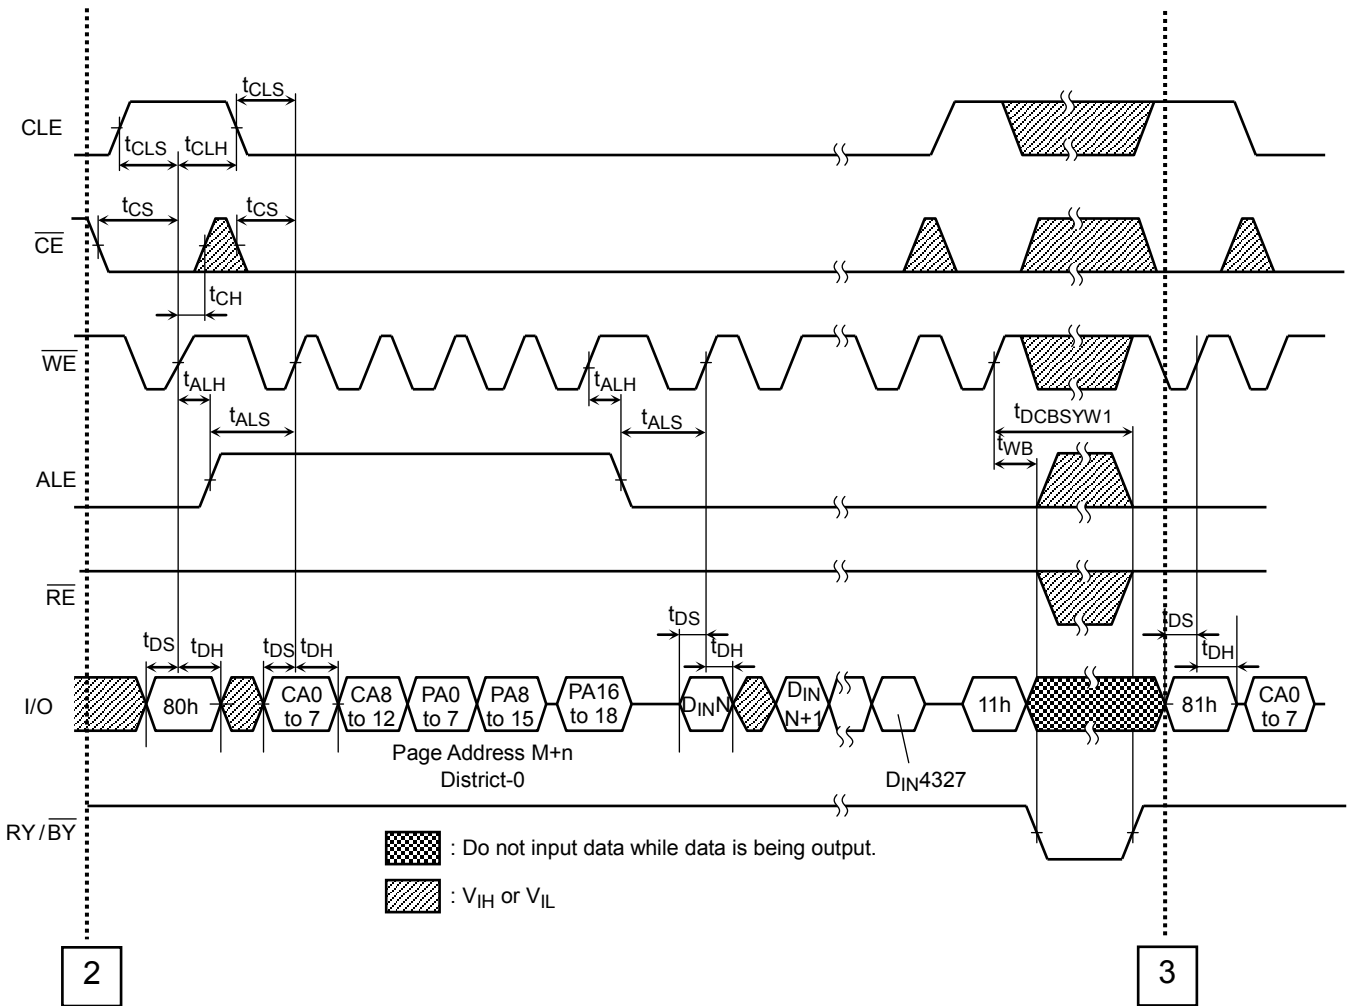 tCLS
CLE
tCLS tCLH
tCS tCS
CE
tCH
WE
tALH tALH
tALS tALS
tDCBSYW1
tWB
ALE
RE
tDS tDH tDS tDH tDS tDH tDS tDH
I/O
80h
CA0 to 7
CA8 to 12
PA0 to 7
PA8 to 15
PA16 to 18
DINN
DIN N+1
11h
81h
CA0 to 7
Page Address M+n
District-0
DIN4327
RY/BY
: Do not input data while data is being output.
: VIH or VIL
2
3